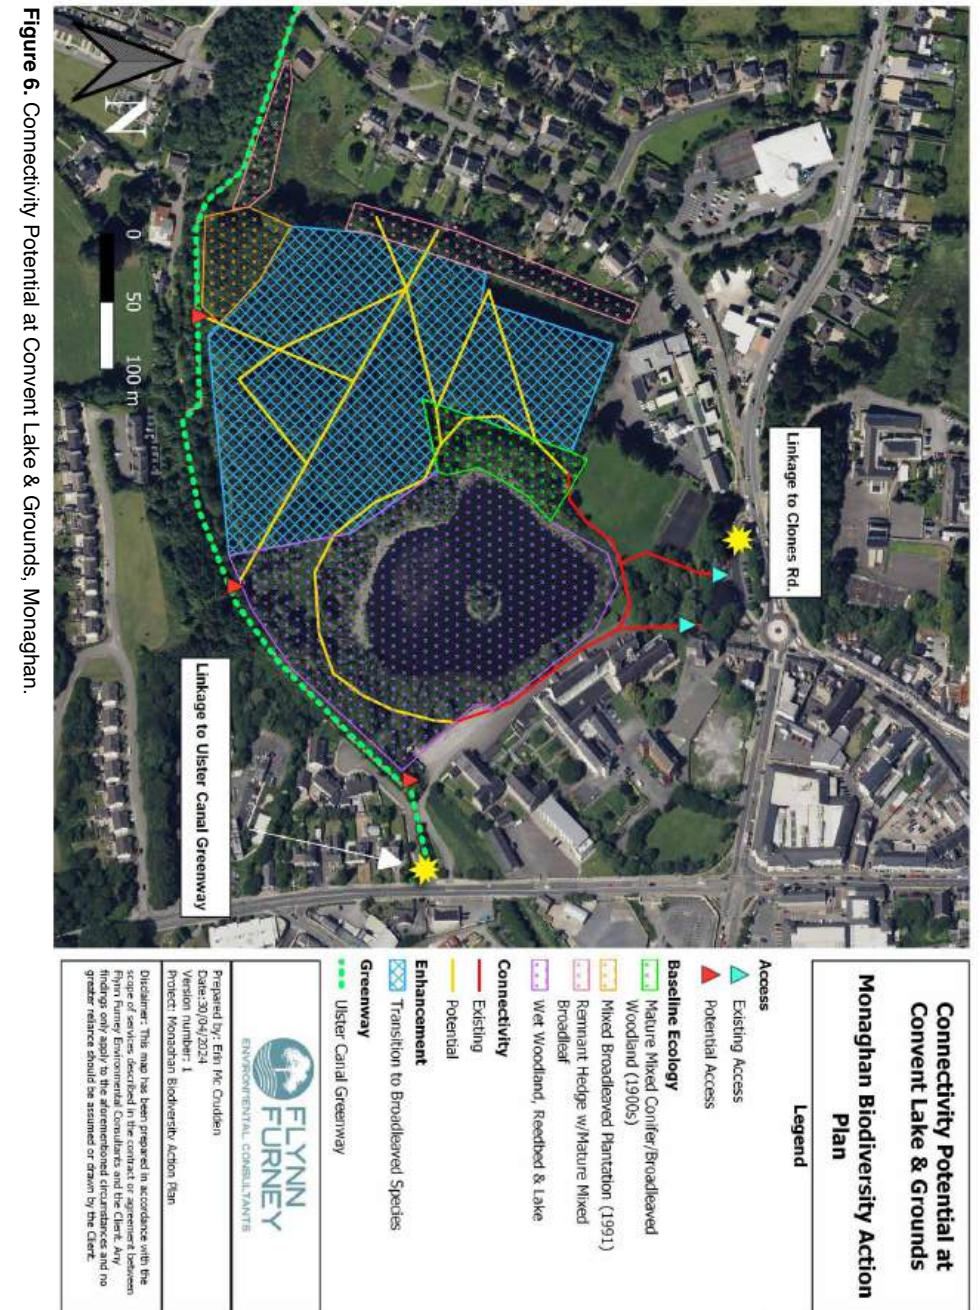 Connectivity Potential at
Convent Lake & Grounds
Monaghan Biodiversity Action
Plan
Legend
Access
Existing Access
Potential Access
Baseline Ecology
Mature Mixed Conifer/Broadleaved
Woodland (1900s)
Mixed Broadleaved Plantation (1991)
Remnant Hedge w/Mature Mixed
Broadleaf
Wet Woodland, Reedbed & Lake
Connectivity
Existing
Potential
Enhancement
Transition to Broadleaved Species
Greenway
Ulster Canal Greenway
FLYNN
FURNEY
ENVIRONMENTAL CONSULTANTS
Prepared by: Erin Mc Crudden
Date:30/04/2024
Version number: 1
Project: Monaghan Biodiversity Action Plan
Disclaimer: This map has been prepared in accordance with the
scope of services described in the contract or agreement between
Flynn Furney Environmental Consultants and the Client. Any
findings only apply to the aforementioned circumstances and no
greater reliance should be assumed or drawn by the Client.
Linkage to Clones Rd.
Linkage to Ulster Canal Greenway
N
0 50 100 m
Figure 6. Connectivity Potential at Convent Lake & Grounds, Monaghan.